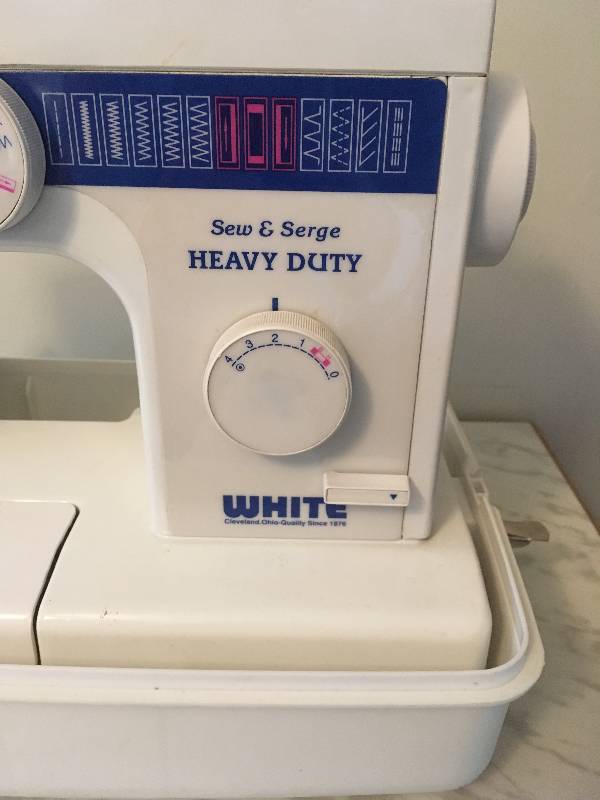 Sew & Serge
HEAVY DUTY
4 3 2 1 0
WHITE
Cleveland.Ohio-Quality Since 1876